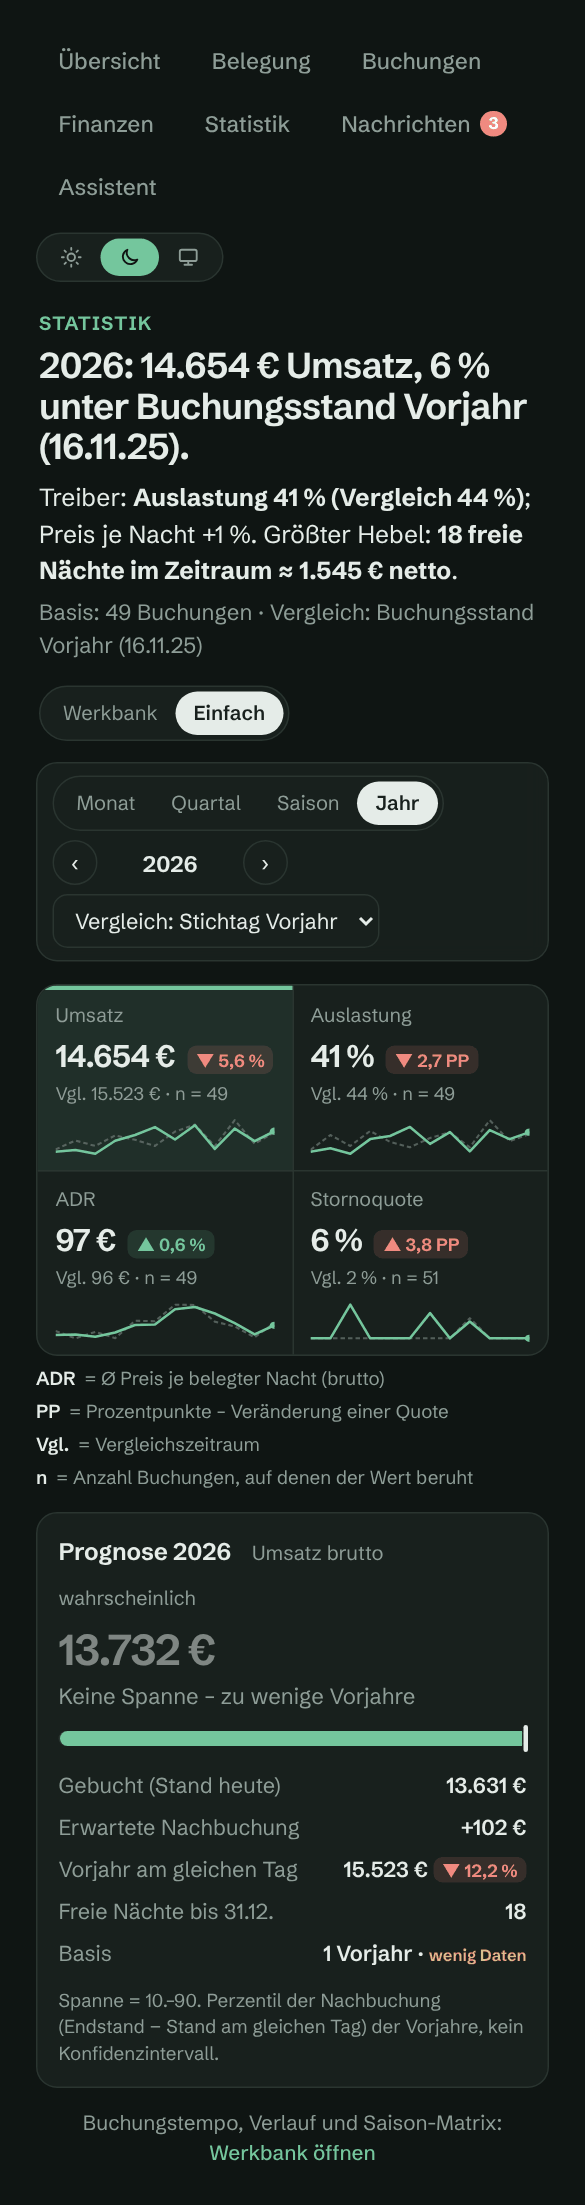 Übersicht Belegung Buchungen
Finanzen Statistik Nachrichten 3
Assistent
STATISTIK
2026: 14.654 € Umsatz, 6 %
unter Buchungsstand Vorjahr
(16.11.25).
Treiber: Auslastung 41 % (Vergleich 44 %);
Preis je Nacht +1 %. Größter Hebel: 18 freie
Nächte im Zeitraum ≈ 1.545 € netto.
Basis: 49 Buchungen · Vergleich: Buchungsstand
Vorjahr (16.11.25)
Werkbank Einfach
Monat Quartal Saison Jahr
‹ 2026 ›
Vergleich: Stichtag Vorjahr
Umsatz
14.654 € ▼ 5,6 %
Vgl. 15.523 € · n = 49
Auslastung
41 % ▼ 2,7 PP
Vgl. 44 % · n = 49
ADR
97 € ▲ 0,6 %
Vgl. 96 € · n = 49
Stornoquote
6 % ▲ 3,8 PP
Vgl. 2 % · n = 51
ADR = Ø Preis je belegter Nacht (brutto)
PP = Prozentpunkte – Veränderung einer Quote
Vgl. = Vergleichszeitraum
n = Anzahl Buchungen, auf denen der Wert beruht
Prognose 2026 Umsatz brutto
wahrscheinlich
13.732 €
Keine Spanne – zu wenige Vorjahre
Gebucht (Stand heute) 13.631 €
Erwartete Nachbuchung +102 €
Vorjahr am gleichen Tag 15.523 € ▼ 12,2 %
Freie Nächte bis 31.12. 18
Basis 1 Vorjahr · wenig Daten
Spanne = 10.–90. Perzentil der Nachbuchung
(Endstand − Stand am gleichen Tag) der Vorjahre, kein
Konfidenzintervall.
Buchungstempo, Verlauf und Saison-Matrix:
Werkbank öffnen